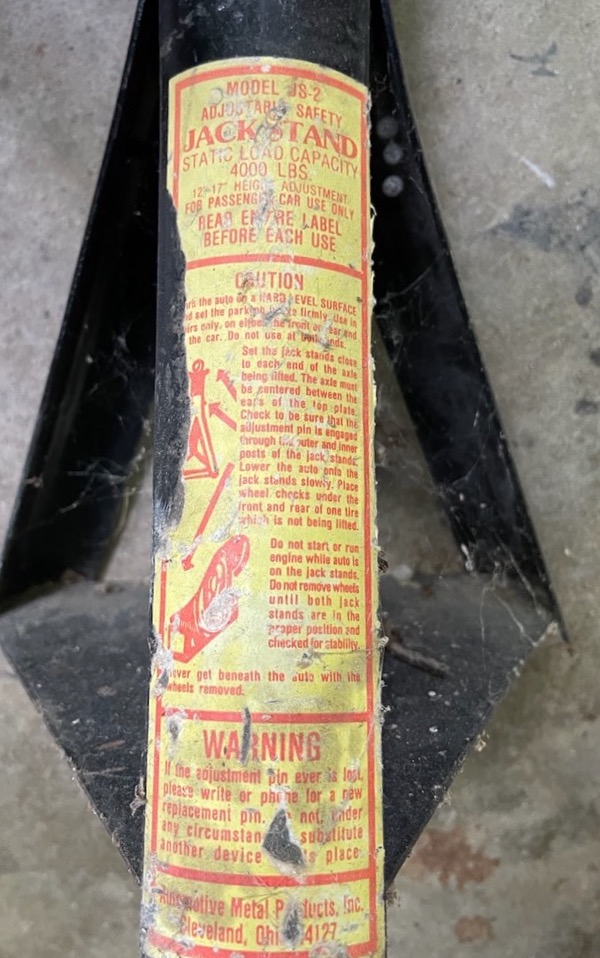 MODEL JS-2
ADJUSTABLE SAFETY
JACK STAND
STATIC LOAD CAPACITY
4000 LBS.
12"-17" HEIGHT ADJUSTMENT
FOR PASSENGER CAR USE ONLY
READ ENTIRE LABEL
BEFORE EACH USE
CAUTION
the auto on a HARD LEVEL SURFACE
set the parking brake firmly. Use in
only, on either the front or rear end
the car. Do not use at both ends.
Set the jack stands close
to each end of the axle
being lifted. The axle must
be centered between the
ears of the top plate.
Check to be sure that the
adjustment pin is engaged
through the outer and inner
posts of the jack stands.
Lower the auto onto the
jack stands slowly. Place
wheel chocks under the
front and rear of one tire
which is not being lifted.
Do not start or run
engine while auto is
on the jack stands.
Do not remove wheels
until both jack
stands are in the
proper position and
checked for stability.
never get beneath the auto with the
wheels removed.
WARNING
If the adjustment pin ever is lost,
please write or phone for a new
replacement pin. not, under
any circumstan substitute
another device place.
Automotive Metal Products, Inc.
Cleveland, Ohi 4127